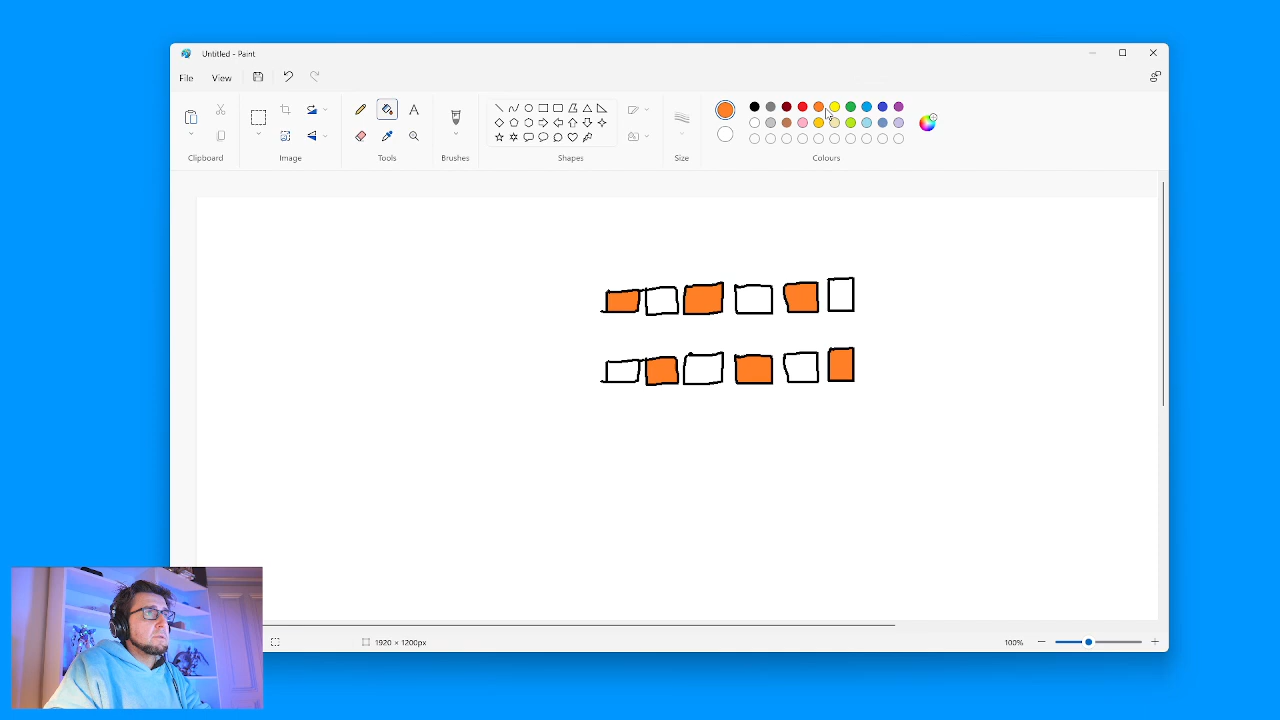 Untitled - Paint
File View
Clipboard
Image
Tools
Brushes
Shapes
Size
Colours
1920 × 1200px
100%